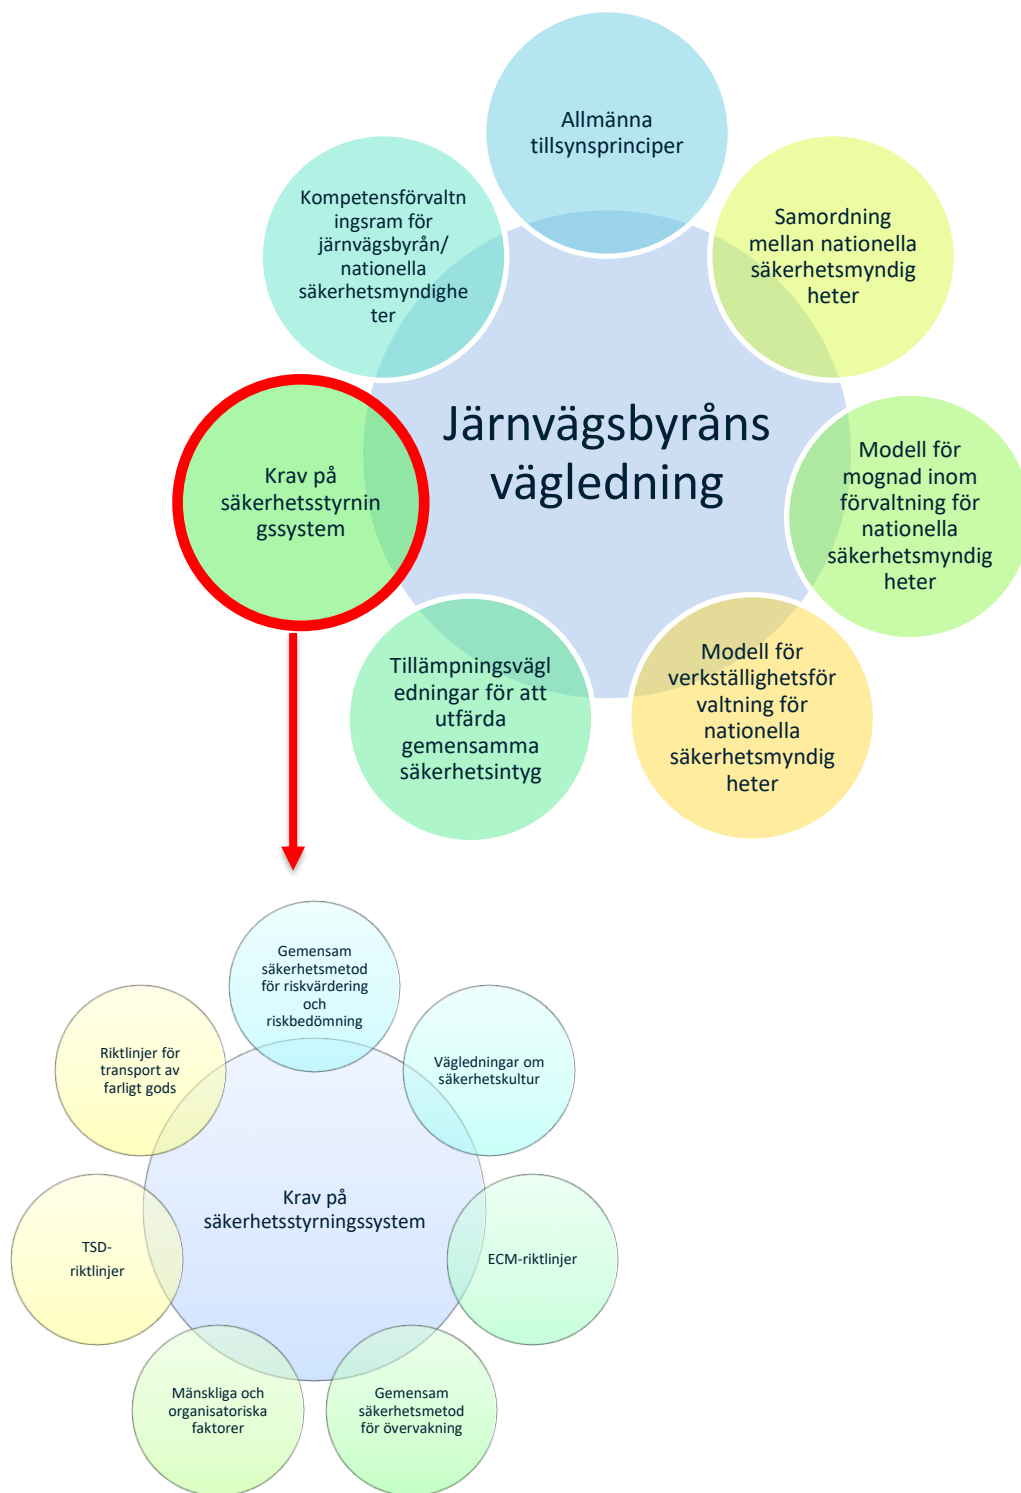 Allmänna
tillsynsprinciper
Kompetensförvaltn
ingsram för
järnvägsbyrån/
nationella
säkerhetsmyndighe
ter
Samordning
mellan nationella
säkerhetsmyndig
heter
Järnvägsbyråns
vägledning
Krav på
säkerhetsstyrnin
gssystem
Modell för
mognad inom
förvaltning för
nationella
säkerhetsmyndig
heter
Tillämpningsvägl
edningar för att
utfärda
gemensamma
säkerhetsintyg
Modell för
verkställighetsför
valtning för
nationella
säkerhetsmyndig
heter
Gemensam
säkerhetsmetod
för riskvärdering
och
riskbedömning
Riktlinjer för
transport av
farligt gods
Vägledningar om
säkerhetskultur
Krav på
säkerhetsstyrningssystem
TSD-
riktlinjer
ECM-riktlinjer
Mänskliga och
organisatoriska
faktorer
Gemensam
säkerhetsmetod
för övervakning